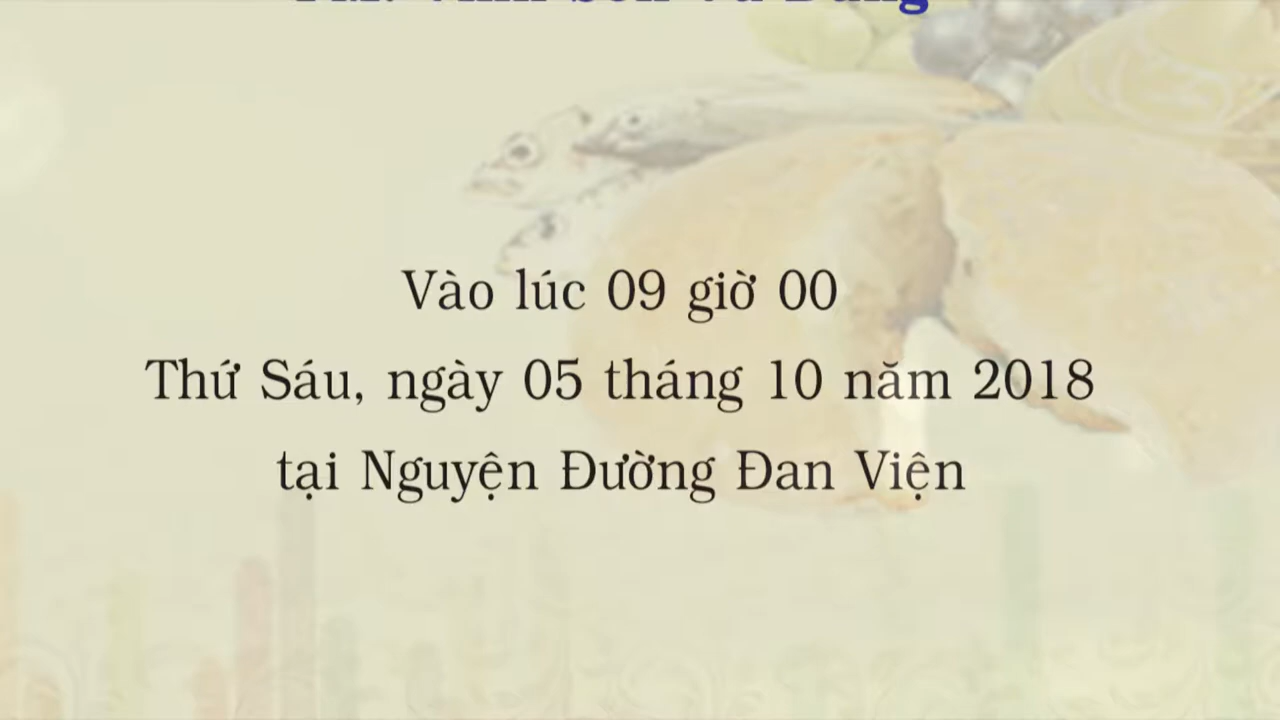 Vào lúc 09 giờ 00
Thứ Sáu, ngày 05 tháng 10 năm 2018
tại Nguyện Đường Đan Viện